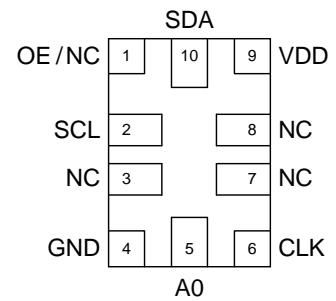 SDA
OE/NC 1 10 9 VDD
SCL 2 8 NC
NC 3 7 NC
GND 4 5 6 CLK
A0